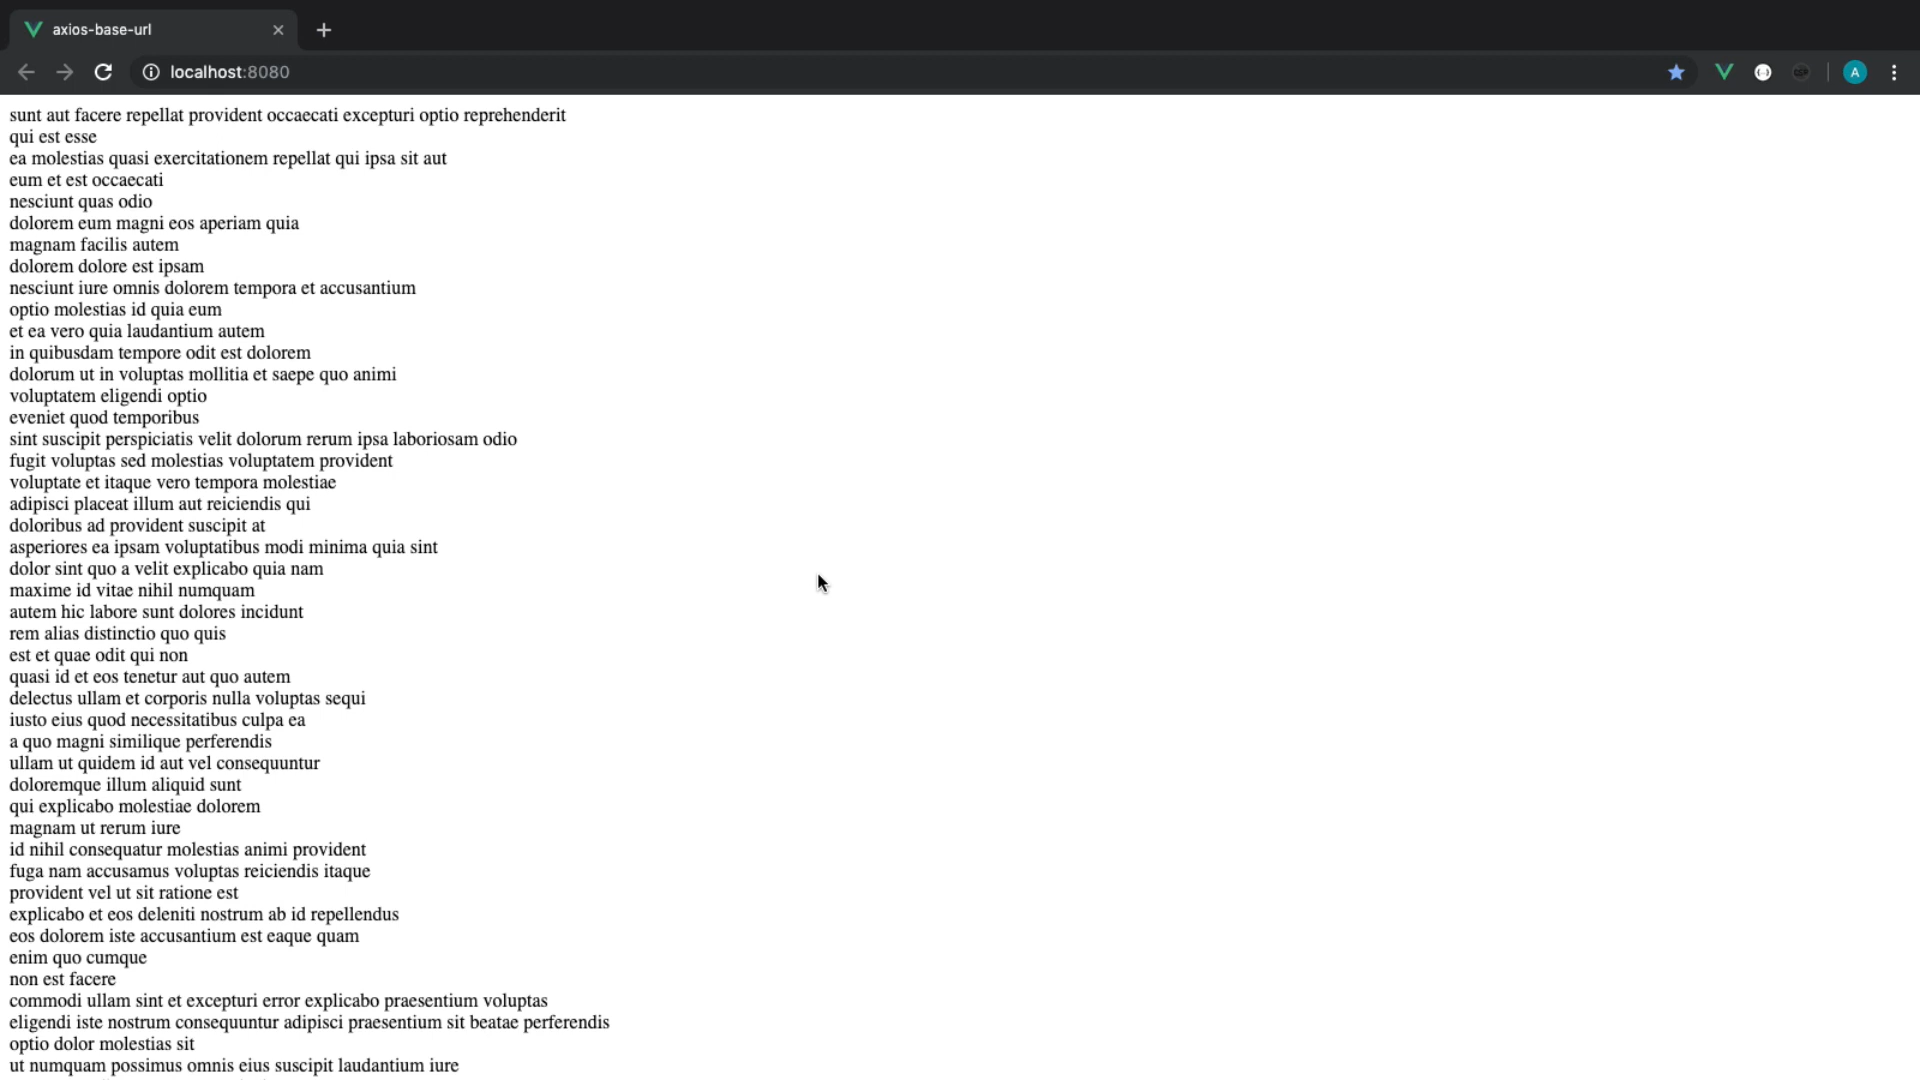 axios-base-url
localhost:8080
A
sunt aut facere repellat provident occaecati excepturi optio reprehenderit
qui est esse
ea molestias quasi exercitationem repellat qui ipsa sit aut
eum et est occaecati
nesciunt quas odio
dolorem eum magni eos aperiam quia
magnam facilis autem
dolorem dolore est ipsam
nesciunt iure omnis dolorem tempora et accusantium
optio molestias id quia eum
et ea vero quia laudantium autem
in quibusdam tempore odit est dolorem
dolorum ut in voluptas mollitia et saepe quo animi
voluptatem eligendi optio
eveniet quod temporibus
sint suscipit perspiciatis velit dolorum rerum ipsa laboriosam odio
fugit voluptas sed molestias voluptatem provident
voluptate et itaque vero tempora molestiae
adipisci placeat illum aut reiciendis qui
doloribus ad provident suscipit at
asperiores ea ipsam voluptatibus modi minima quia sint
dolor sint quo a velit explicabo quia nam
maxime id vitae nihil numquam
autem hic labore sunt dolores incidunt
rem alias distinctio quo quis
est et quae odit qui non
quasi id et eos tenetur aut quo autem
delectus ullam et corporis nulla voluptas sequi
iusto eius quod necessitatibus culpa ea
a quo magni similique perferendis
ullam ut quidem id aut vel consequuntur
doloremque illum aliquid sunt
qui explicabo molestiae dolorem
magnam ut rerum iure
id nihil consequatur molestias animi provident
fuga nam accusamus voluptas reiciendis itaque
provident vel ut sit ratione est
explicabo et eos deleniti nostrum ab id repellendus
eos dolorem iste accusantium est eaque quam
enim quo cumque
non est facere
commodi ullam sint et excepturi error explicabo praesentium voluptas
eligendi iste nostrum consequuntur adipisci praesentium sit beatae perferendis
optio dolor molestias sit
ut numquam possimus omnis eius suscipit laudantium iure